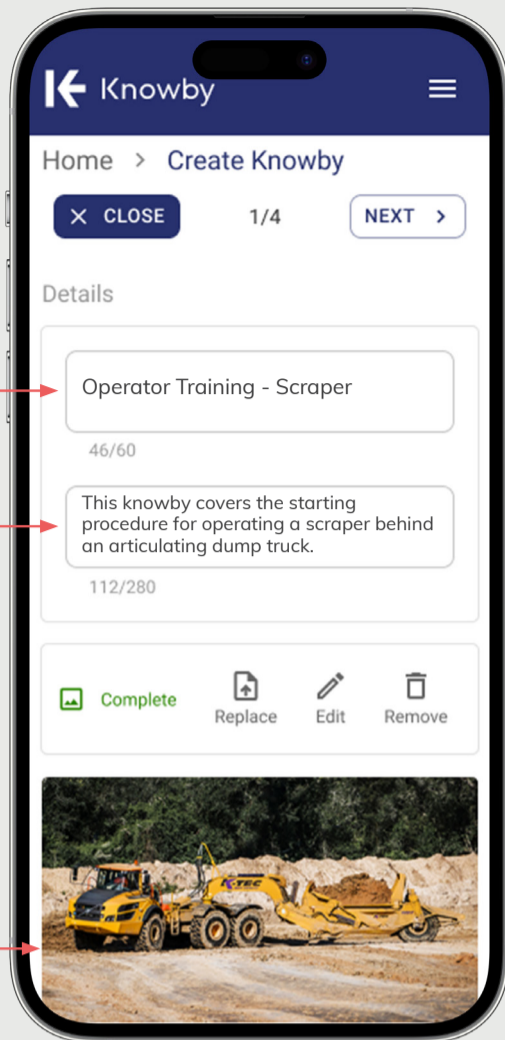 Knowby
Home > Create Knowby
× CLOSE
1/4
NEXT >
Details
Operator Training - Scraper
46/60
This knowby covers the starting
procedure for operating a scraper behind
an articulating dump truck.
112/280
Complete
Replace
Edit
Remove
K-TEC